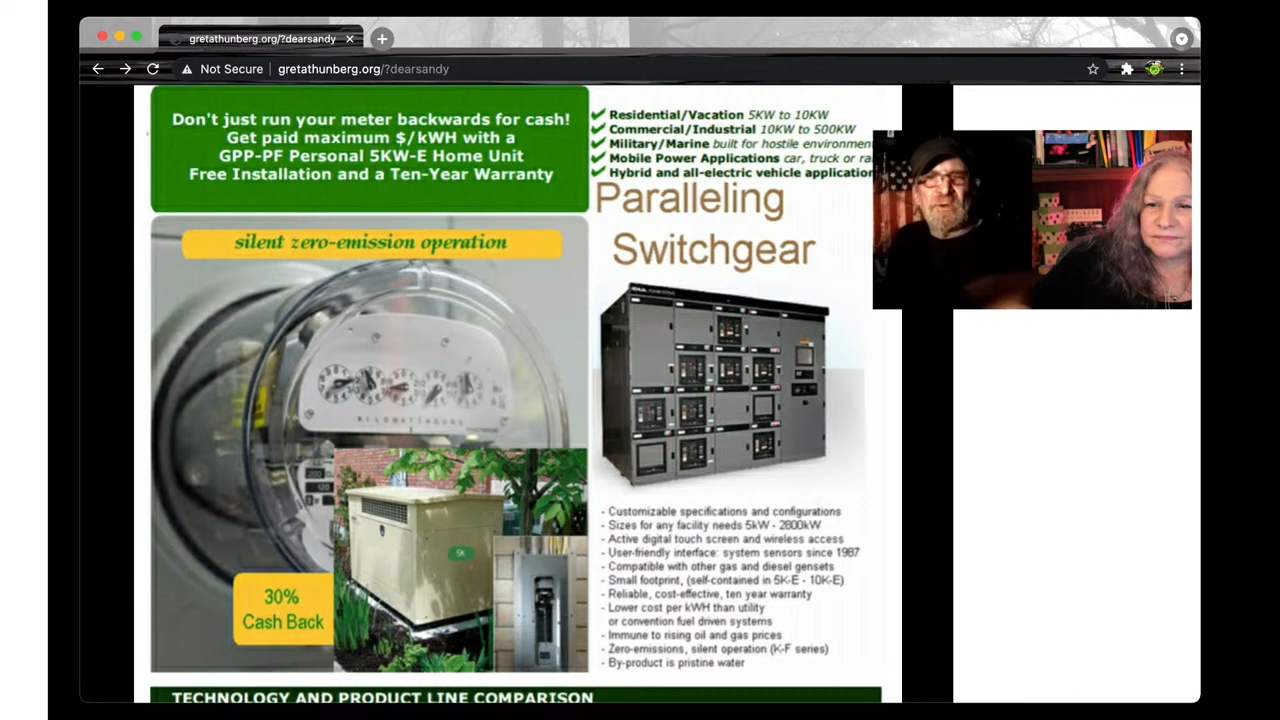 gretathunberg.org/?dearsandy
Not Secure
gretathunberg.org/?dearsandy
Don't just run your meter backwards for cash!
Get paid maximum $/kWH with a
GPP-PF Personal 5KW-E Home Unit
Free Installation and a Ten-Year Warranty
silent zero-emission operation
KILOWATTHOURS
30%
Cash Back
5K
Residential/Vacation 5KW to 10KW
Commercial/Industrial 10KW to 500KW
Military/Marine built for hostile environmen
Mobile Power Applications car, truck or ra
Hybrid and all-electric vehicle application
Paralleling
Switchgear
- Customizable specifications and configurations
- Sizes for any facility needs 5kW - 2800kW
- Active digital touch screen and wireless access
- User-friendly interface: system sensors since 1987
- Compatible with other gas and diesel gensets
- Small footprint, (self-contained in 5K-E - 10K-E)
- Reliable, cost-effective, ten year warranty
- Lower cost per kWH than utility
or convention fuel driven systems
- Immune to rising oil and gas prices
- Zero-emissions, silent operation (K-F series)
- By-product is pristine water
TECHNOLOGY AND PRODUCT LINE COMPARISON